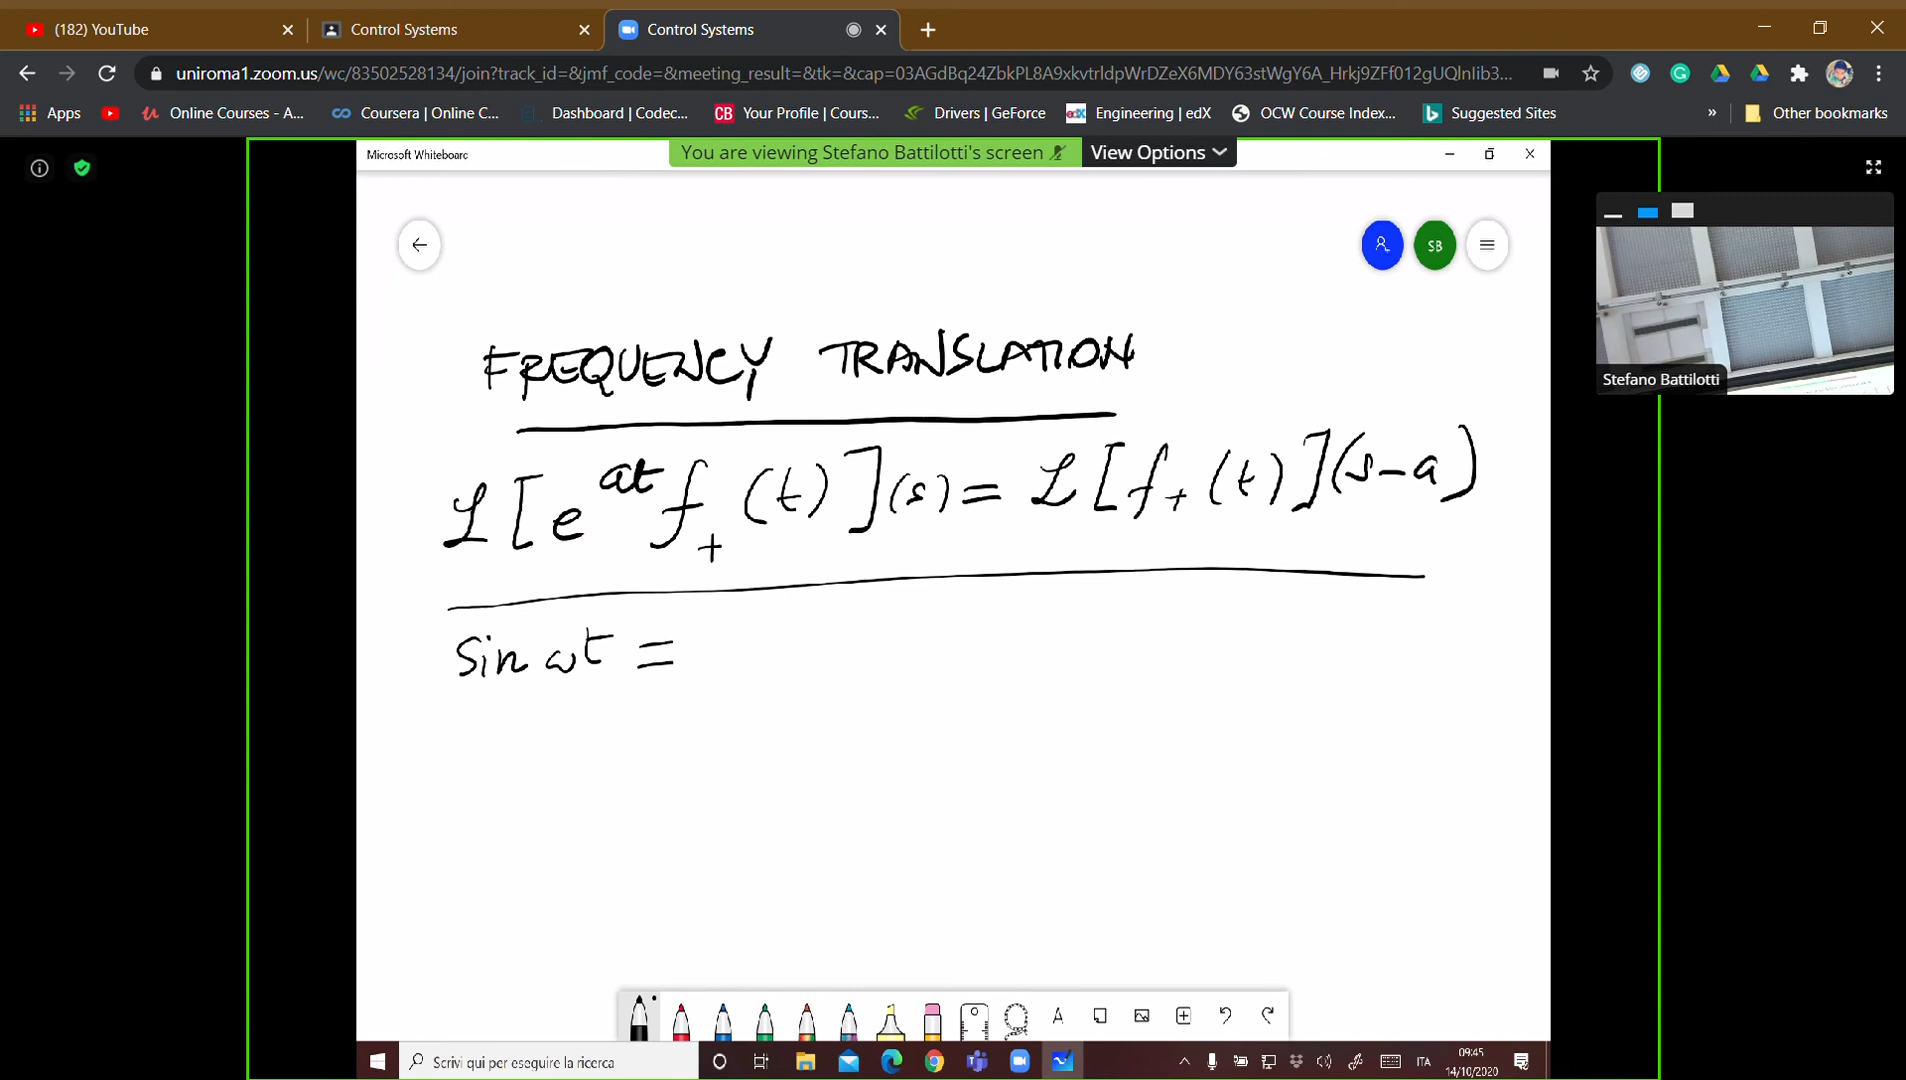 (182) YouTube
Control Systems
Control Systems
uniroma1.zoom.us/wc/83502528134/join?track_id=&jmf_code=&meeting_result=&tk=&cap=03AGdBq24ZbkPL8A9xkvtrldpWrDZeX6MDY63stWgY6A_Hrkj9ZFf012gUQlnIib3...
Apps
Online Courses - A...
Coursera | Online C...
Dashboard | Codec...
CB Your Profile | Cours...
Drivers | GeForce
edX Engineering | edX
OCW Course Index...
Suggested Sites
»
Other bookmarks
Microsoft Whiteboard
You are viewing Stefano Battilotti's screen
View Options
SB
Stefano Battilotti
FREQUENCY TRANSLATION
ℒ[e^{at} f₊(t)](s) = ℒ[f₊(t)](s-a)
sin ωt =
Scrivi qui per eseguire la ricerca
ITA
09:45
14/10/2020